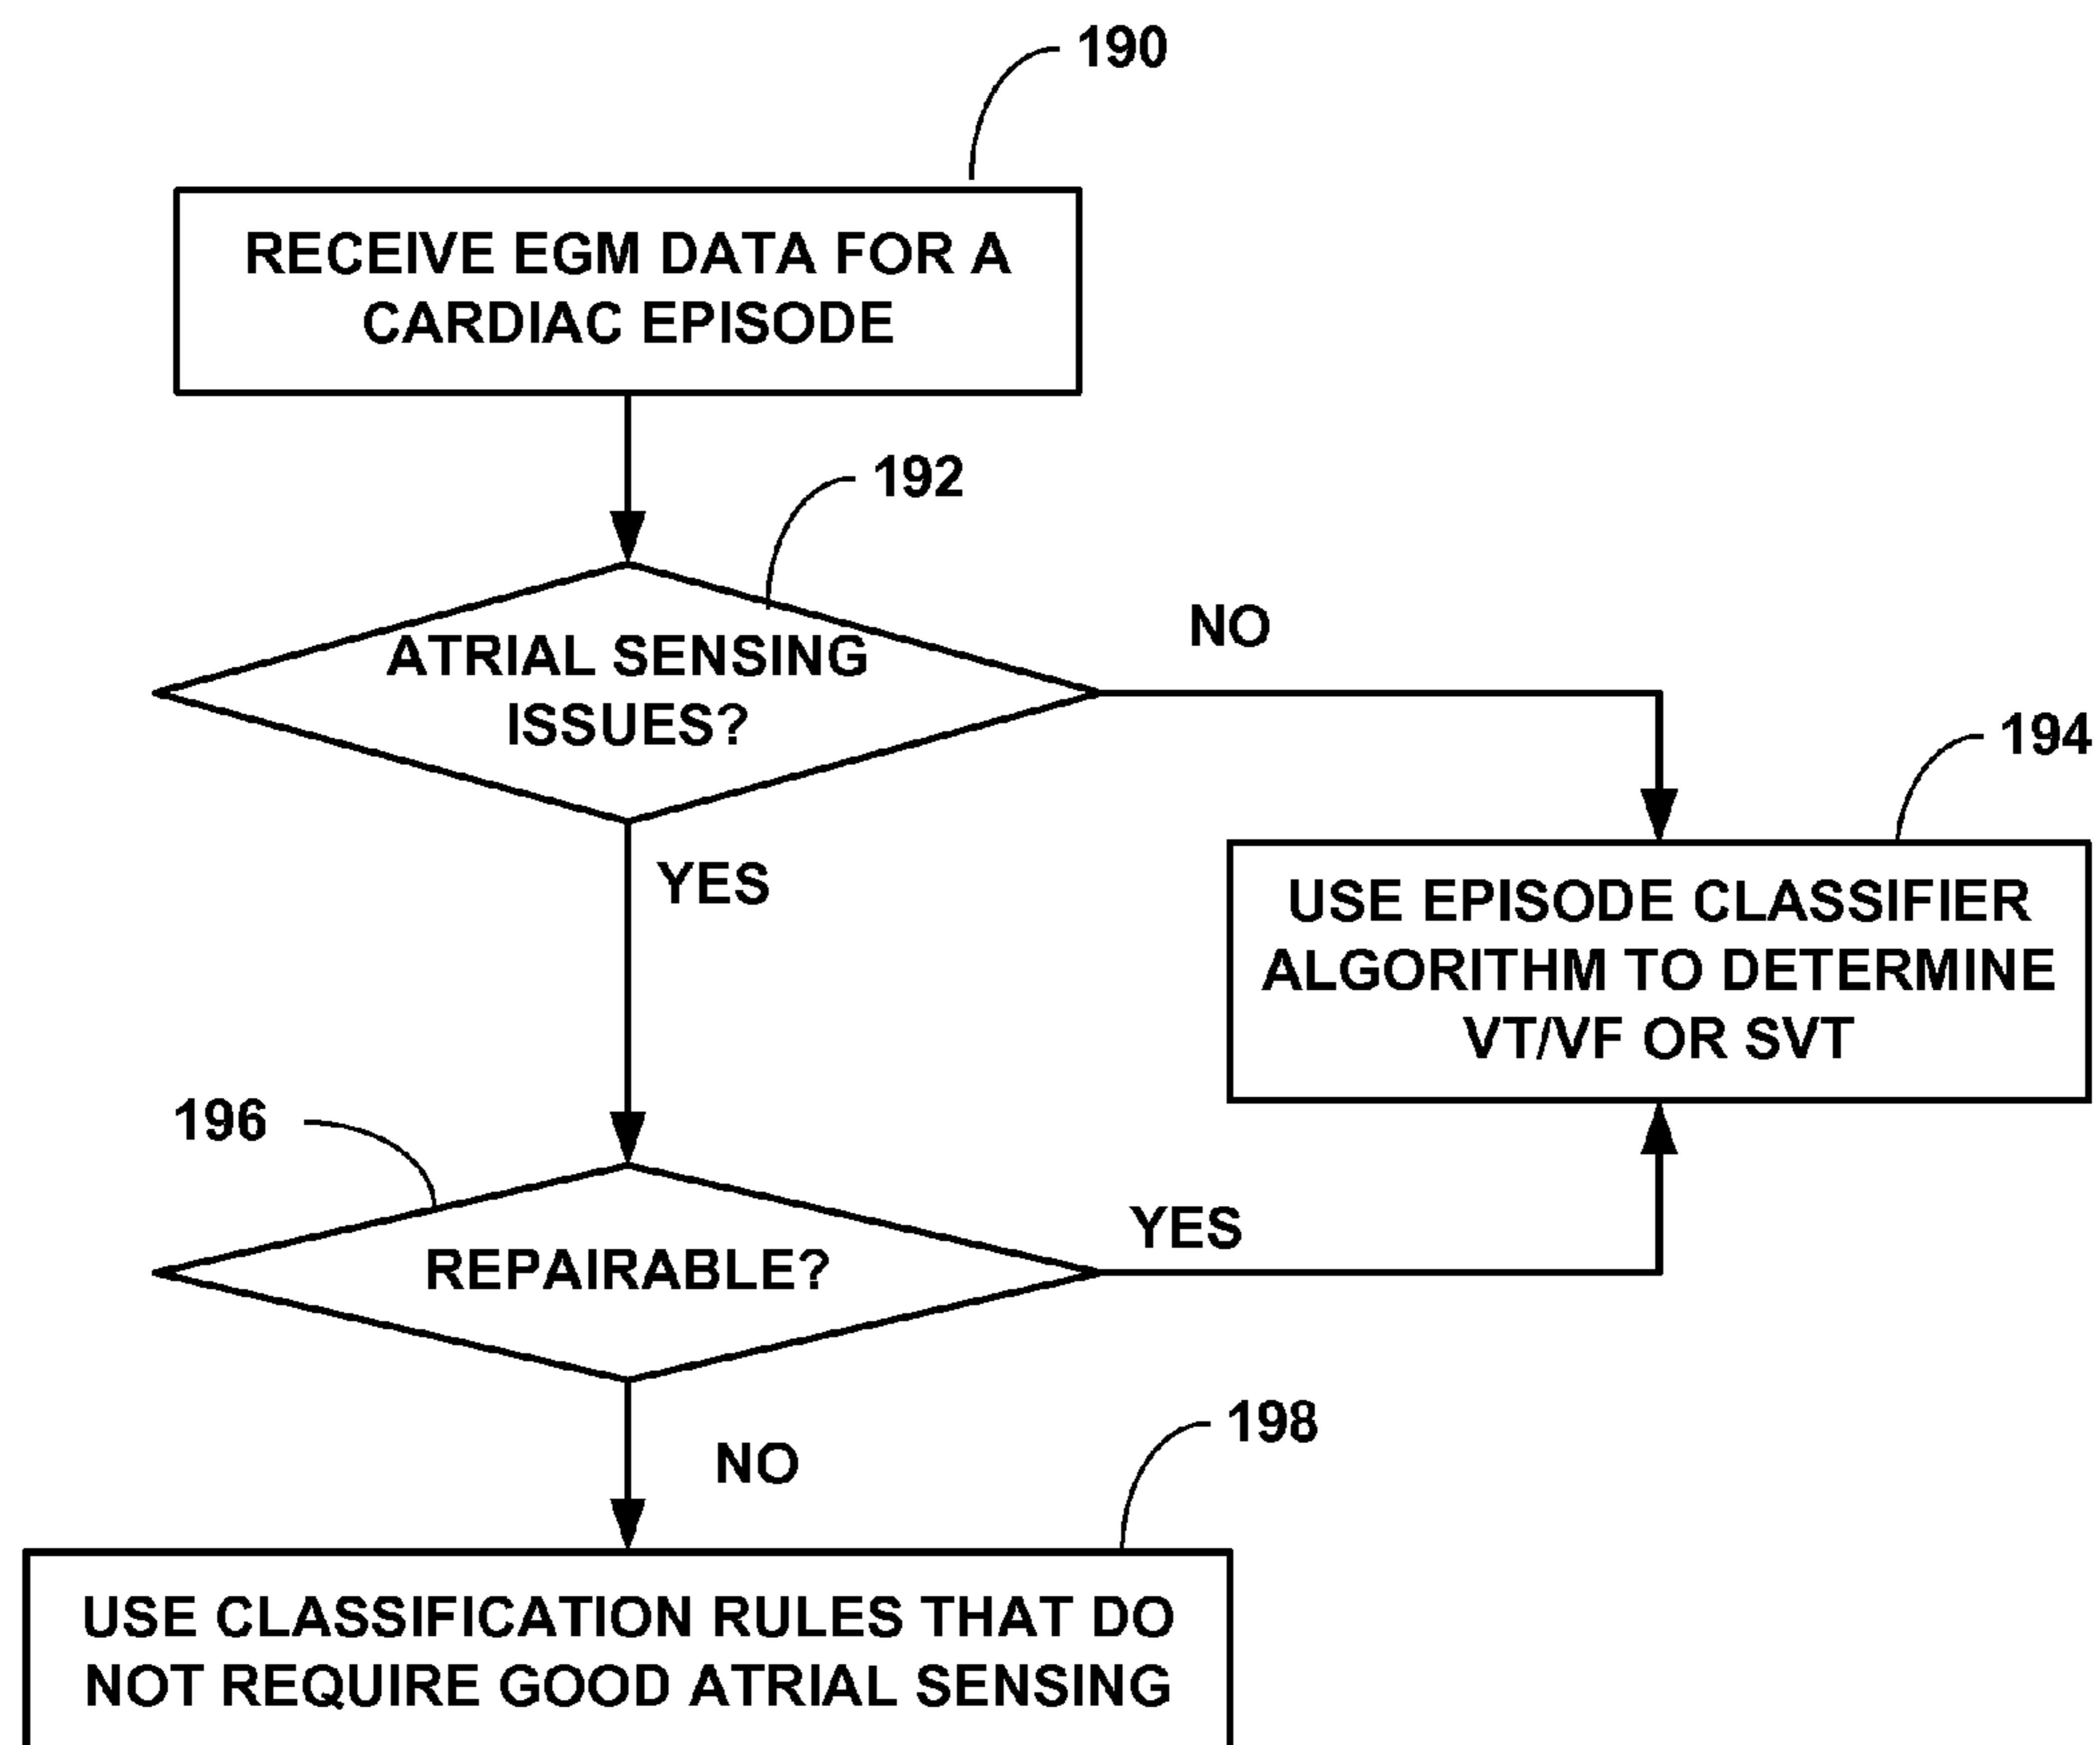 190
RECEIVE EGM DATA FOR A
CARDIAC EPISODE
192
ATRIAL SENSING
ISSUES?
NO
YES
194
USE EPISODE CLASSIFIER
ALGORITHM TO DETERMINE
VT/VF OR SVT
196
REPAIRABLE?
YES
NO
198
USE CLASSIFICATION RULES THAT DO
NOT REQUIRE GOOD ATRIAL SENSING